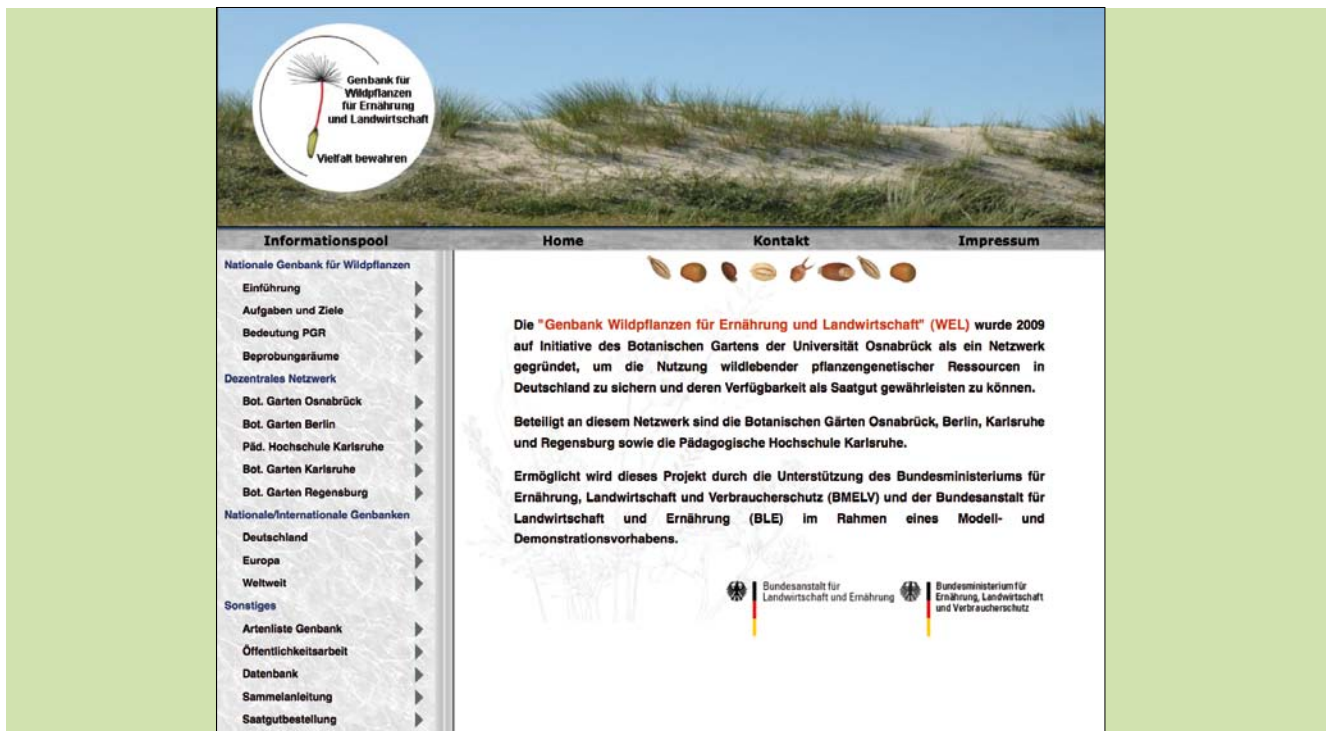 Genbank für
Wildpflanzen
für Ernährung
und Landwirtschaft
Vielfalt bewahren
Informationspool
Home
Kontakt
Impressum
Nationale Genbank für Wildpflanzen
Einführung
Aufgaben und Ziele
Bedeutung PGR
Beprobungsräume
Dezentrales Netzwerk
Bot. Garten Osnabrück
Bot. Garten Berlin
Päd. Hochschule Karlsruhe
Bot. Garten Karlsruhe
Bot. Garten Regensburg
Nationale/Internationale Genbanken
Deutschland
Europa
Weltweit
Sonstiges
Artenliste Genbank
Öffentlichkeitsarbeit
Datenbank
Sammelanleitung
Saatgutbestellung
Die "Genbank Wildpflanzen für Ernährung und Landwirtschaft" (WEL) wurde 2009
auf Initiative des Botanischen Gartens der Universität Osnabrück als ein Netzwerk
gegründet, um die Nutzung wildlebender pflanzengenetischer Ressourcen in
Deutschland zu sichern und deren Verfügbarkeit als Saatgut gewährleisten zu können.
Beteiligt an diesem Netzwerk sind die Botanischen Gärten Osnabrück, Berlin, Karlsruhe
und Regensburg sowie die Pädagogische Hochschule Karlsruhe.
Ermöglicht wird dieses Projekt durch die Unterstützung des Bundesministeriums für
Ernährung, Landwirtschaft und Verbraucherschutz (BMELV) und der Bundesanstalt für
Landwirtschaft und Ernährung (BLE) im Rahmen eines Modell- und
Demonstrationsvorhabens.
Bundesanstalt für
Landwirtschaft und Ernährung
Bundesministerium für
Ernährung, Landwirtschaft
und Verbraucherschutz